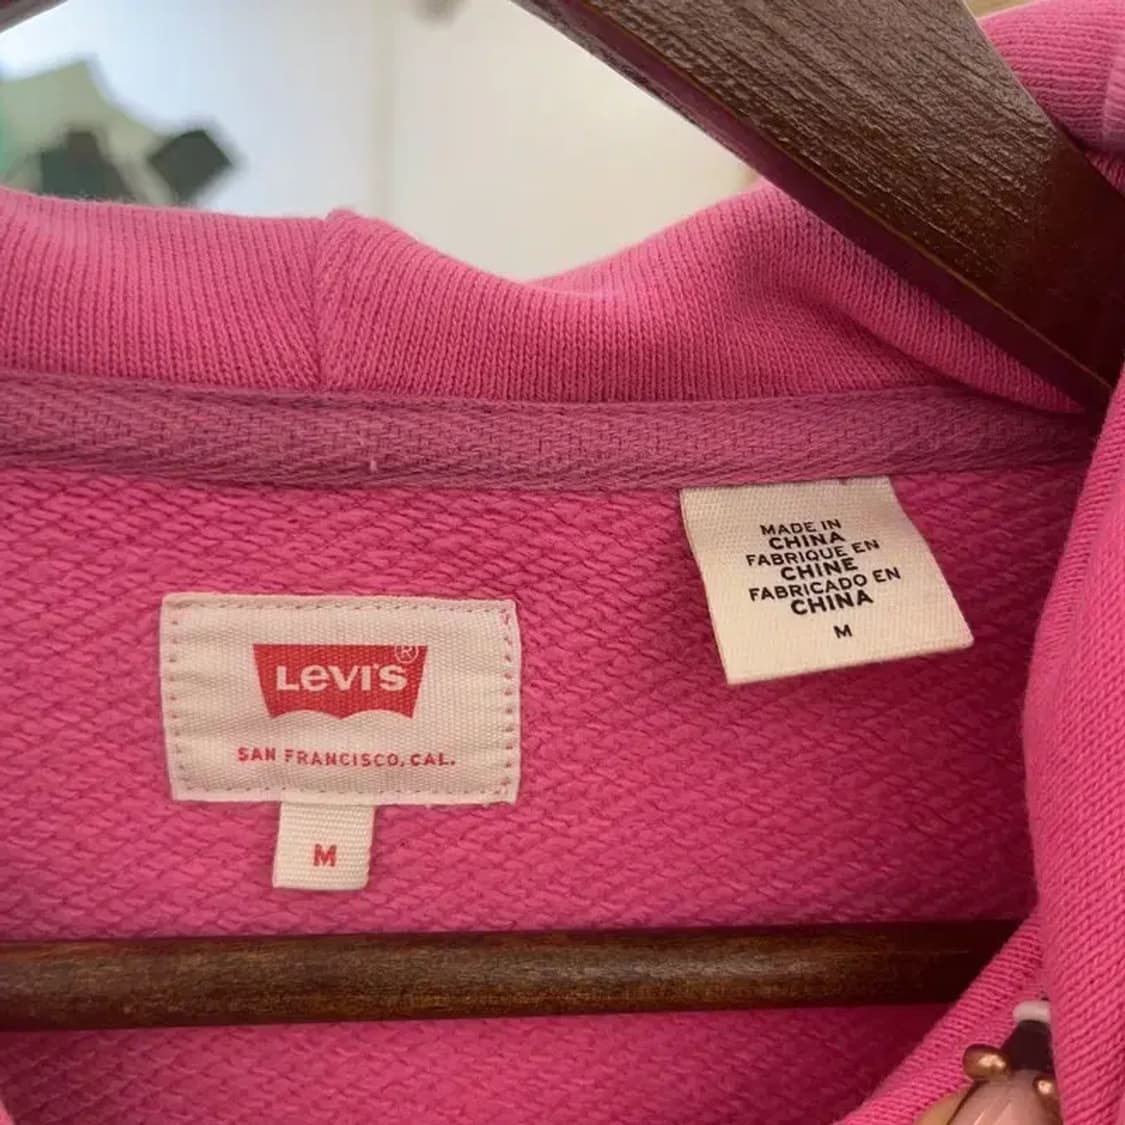 MADE IN
CHINA
FABRIQUE EN
CHINE
FABRICADO EN
CHINA
M
LEVI'S®
SAN FRANCISCO, CAL.
M